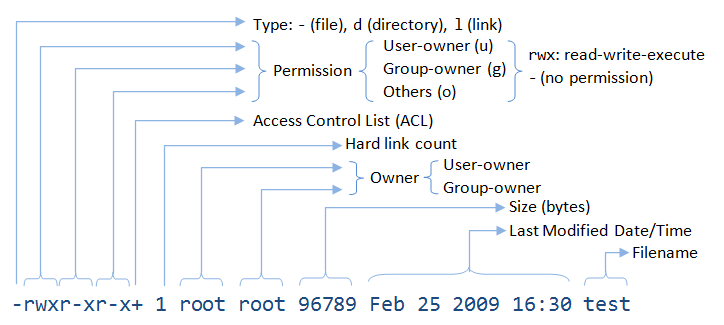 Type: - (file), d (directory), l (link)
User-owner (u)
Permission Group-owner (g)
Others (o)
rwx: read-write-execute
- (no permission)
Access Control List (ACL)
Hard link count
User-owner
Owner
Group-owner
Size (bytes)
Last Modified Date/Time
Filename
-rwxr-xr-x+ 1 root root 96789 Feb 25 2009 16:30 test